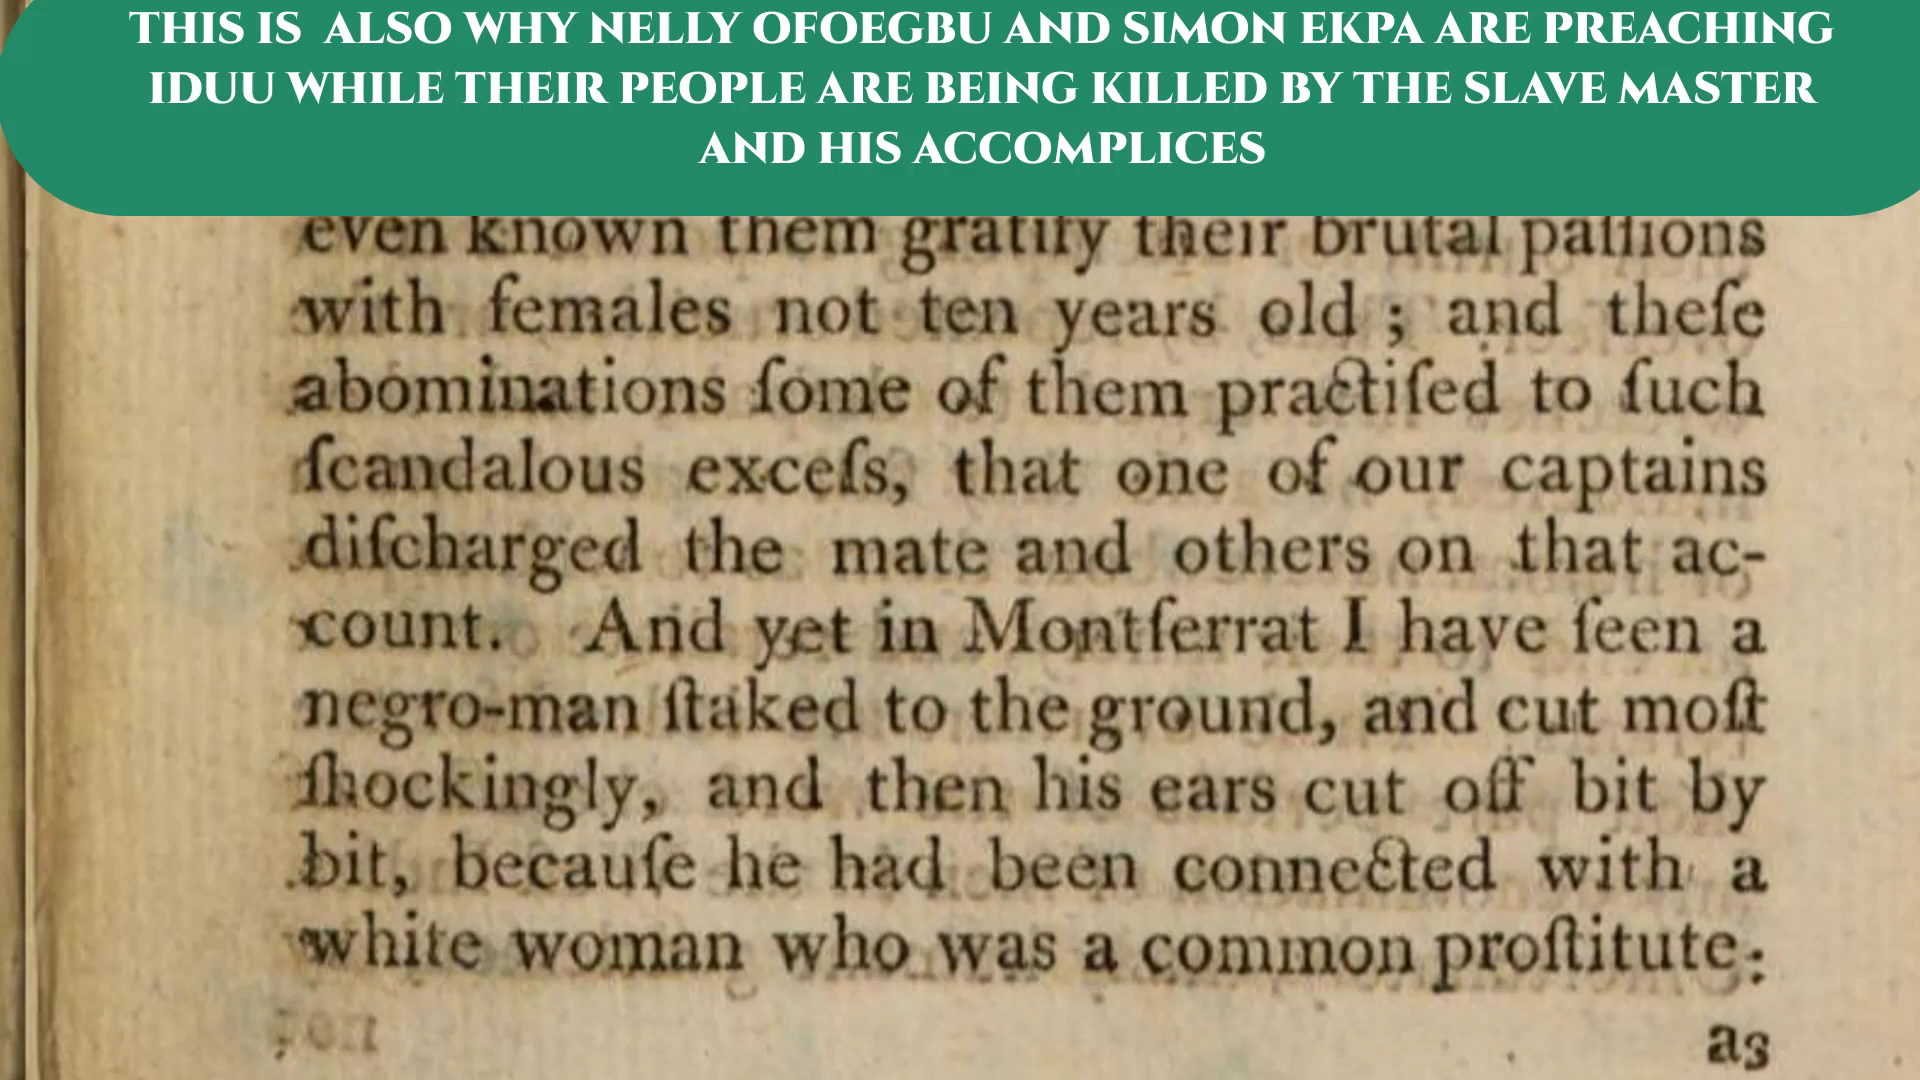 THIS IS ALSO WHY NELLY OFOEGBU AND SIMON EKPA ARE PREACHING
IDUU WHILE THEIR PEOPLE ARE BEING KILLED BY THE SLAVE MASTER
AND HIS ACCOMPLICES
even known them gratify their brutal paſſions
with females not ten years old ; and theſe
abominations ſome of them practiſed to ſuch
ſcandalous exceſs, that one of our captains
diſcharged the mate and others on that ac-
count. And yet in Montſerrat I have ſeen a
negro-man ſtaked to the ground, and cut moſt
ſhockingly, and then his ears cut off bit by
bit, becauſe he had been connected with a
white woman who was a common proſtitute:
as